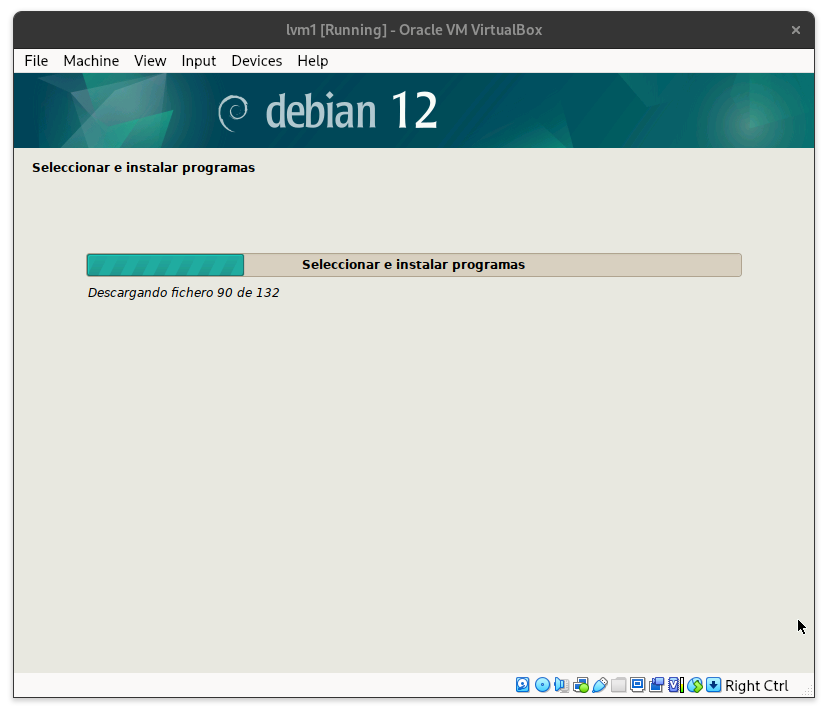 lvm1 [Running] - Oracle VM VirtualBox
File Machine View Input Devices Help
debian 12
Seleccionar e instalar programas
Seleccionar e instalar programas
Descargando fichero 90 de 132
Right Ctrl